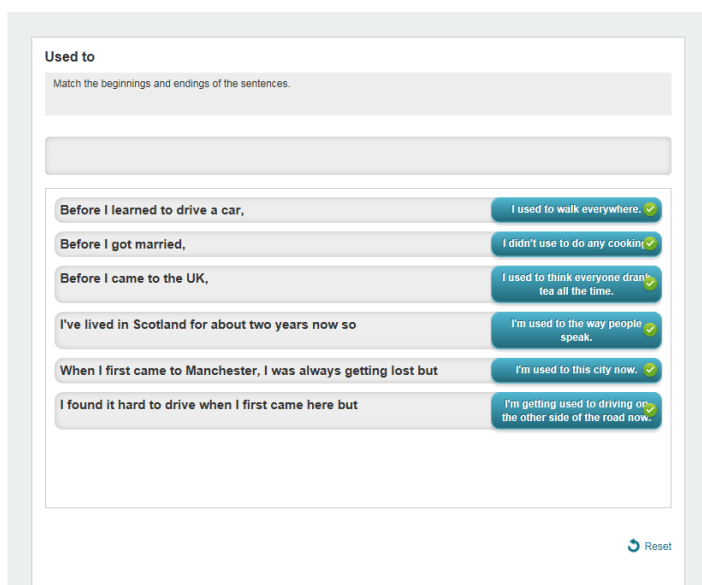 Used to
Match the beginnings and endings of the sentences.
Before I learned to drive a car,
I used to walk everywhere.
Before I got married,
I didn't use to do any cooking
Before I came to the UK,
I used to think everyone drank
tea all the time.
I've lived in Scotland for about two years now so
I'm used to the way people
speak.
When I first came to Manchester, I was always getting lost but
I'm used to this city now.
I found it hard to drive when I first came here but
I'm getting used to driving on
the other side of the road now.
Reset